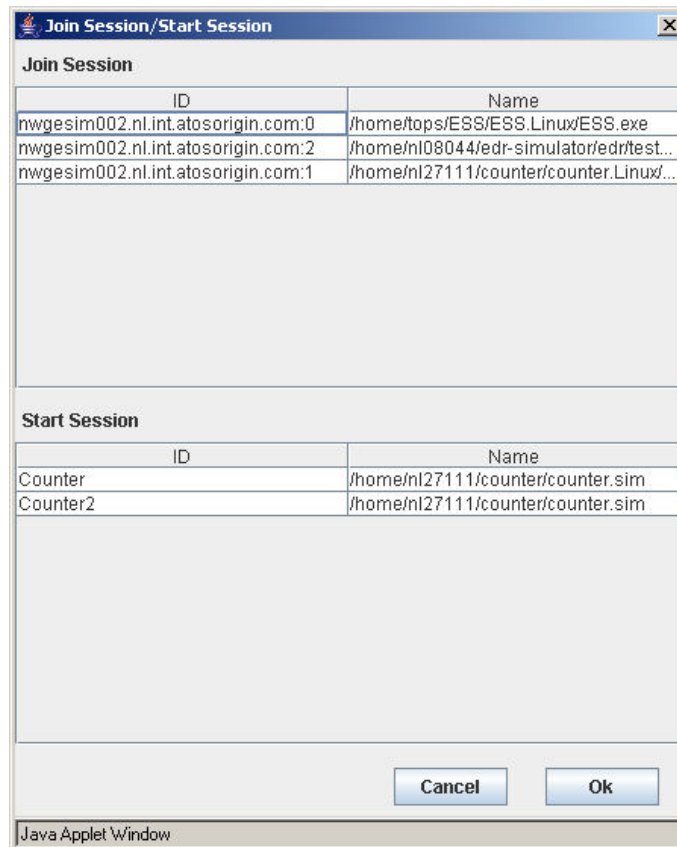 Join Session/Start Session
Join Session
ID Name
nwgesim002.nl.int.atosorigin.com:0 /home/tops/ESS/ESS.Linux/ESS.exe
nwgesim002.nl.int.atosorigin.com:2 /home/nl08044/edr-simulator/edr/test...
nwgesim002.nl.int.atosorigin.com:1 /home/nl27111/counter/counter.Linux/...
Start Session
ID Name
Counter /home/nl27111/counter/counter.sim
Counter2 /home/nl27111/counter/counter.sim
Cancel Ok
Java Applet Window